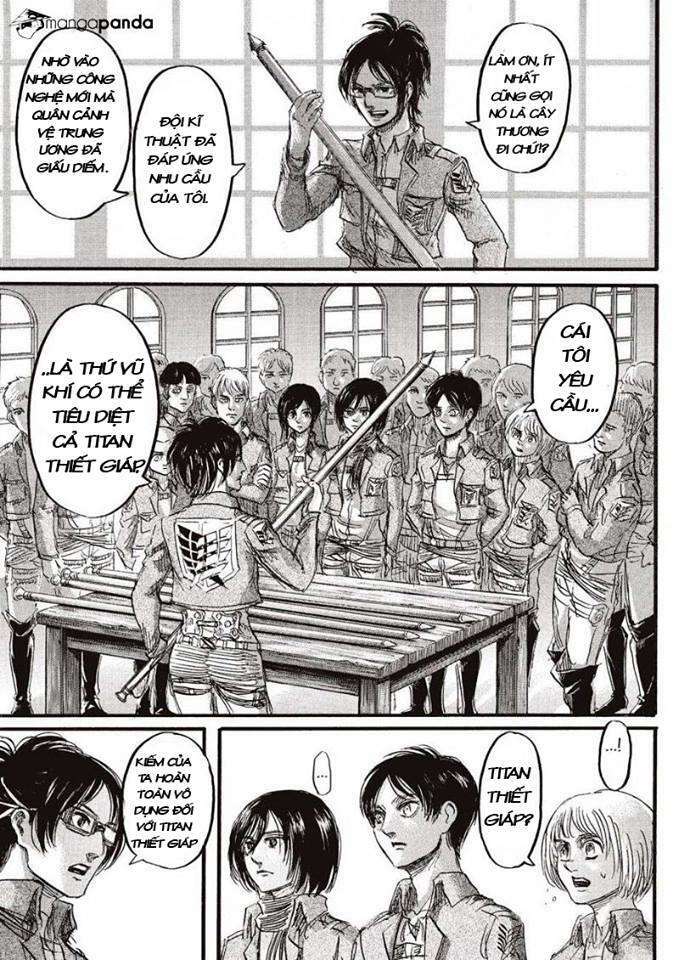 mangapanda
LÀM ƠN, ÍT
NHẤT
CŨNG GỌI
NÓ LÀ CÂY
THƯƠNG
ĐI CHỨ!?
ĐỘI KĨ
THUẬT ĐÃ
ĐÁP ỨNG
NHU CẦU
CỦA TÔI.
NHỜ VÀO
NHỮNG CÔNG
NGHỆ MỚI MÀ
QUÂN CẢNH
VỆ TRUNG
ƯƠNG ĐÃ
GIẤU DIẾM.
CÁI
TÔI
YÊU
CẦU...
..LÀ THỨ VŨ
KHÍ CÓ THỂ
TIÊU DIỆT
CẢ TITAN
THIẾT GIÁP?
...!
TITAN
THIẾT
GIÁP?
...
KIẾM CỦA
TA HOÀN
TOÀN VÔ
DỤNG ĐỐI
VỚI TITAN
THIẾT GIÁP